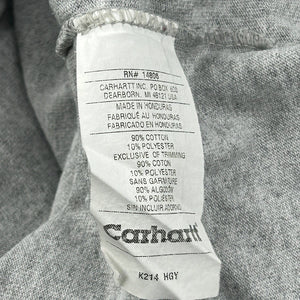 RN# 14806
CARHARTT INC. PO BOX 600
DEARBORN, MI 48121 USA
MADE IN HONDURAS
FABRIQUÉ AU HONDURAS
FABRICADO EN HONDURAS
90% COTTON
10% POLYESTER
EXCLUSIVE OF TRIMMING
90% COTON
10% POLYESTER
SANS GARNITURE
90% ALGODÓN
10% POLIÉSTER
SIN INCLUIR ADORNO
Carhartt
K214 HGY